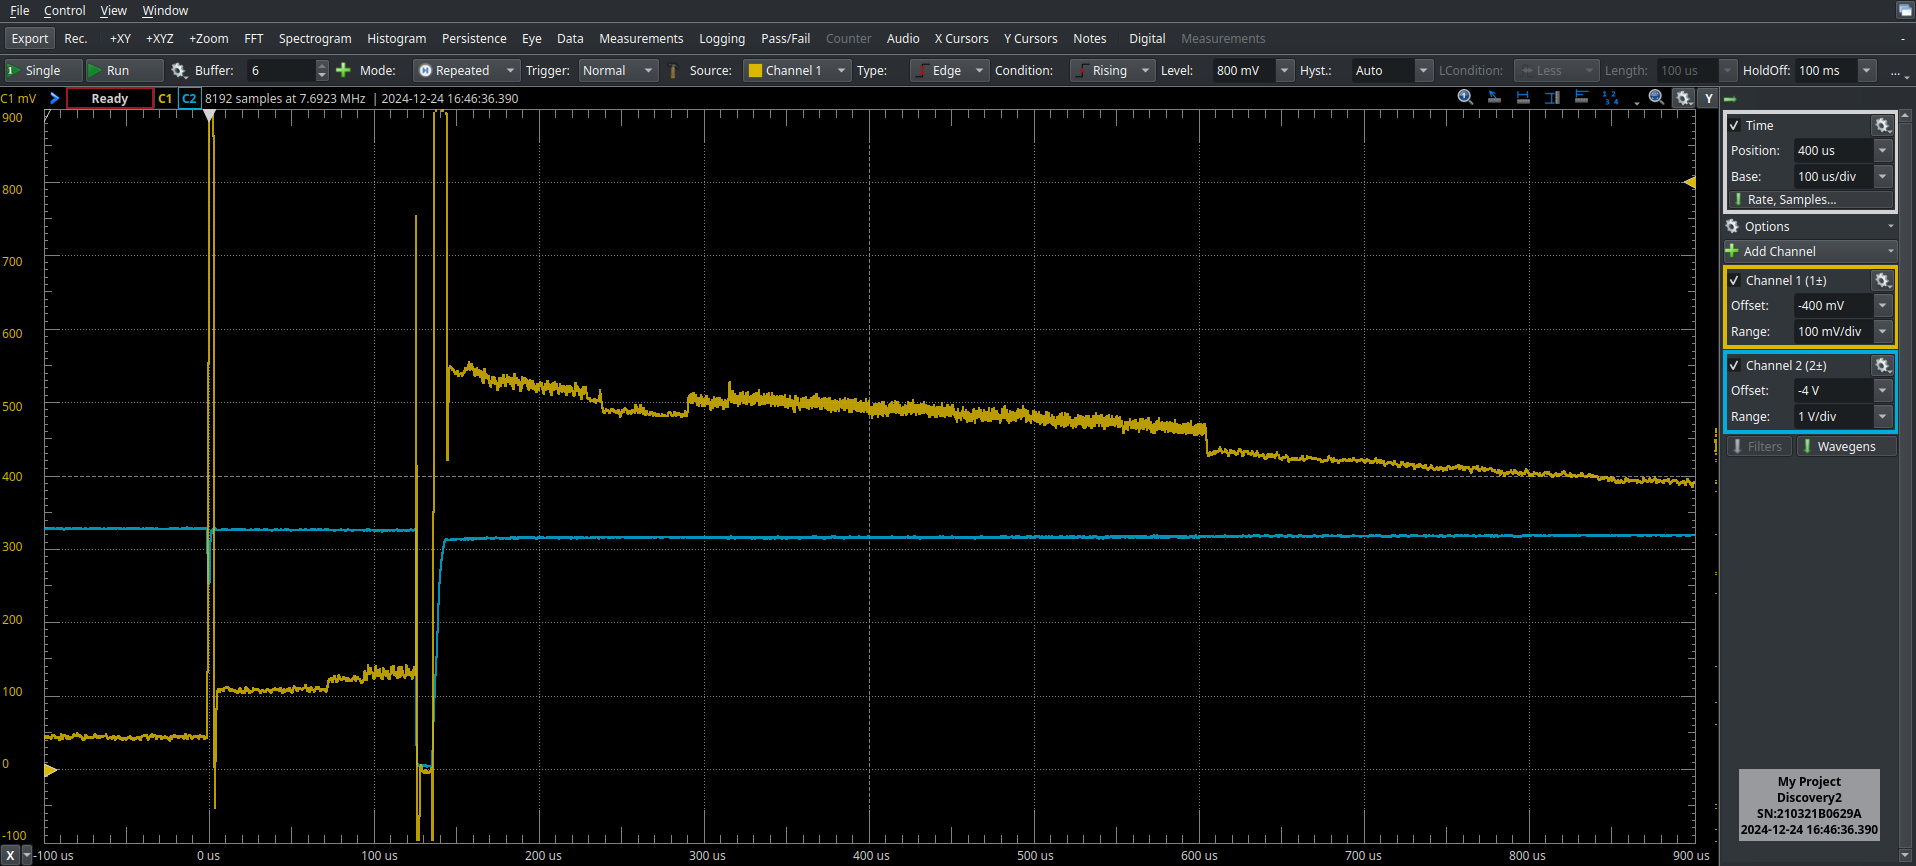 File Control View Window
Export Rec. +XY +XYZ +Zoom FFT Spectrogram Histogram Persistence Eye Data Measurements Logging Pass/Fail Counter Audio X Cursors Y Cursors Notes Digital Measurements
1 Single Run Buffer: 6 Mode: Repeated Trigger: Normal Source: Channel 1 Type: Edge Condition: Rising Level: 800 mV Hyst.: Auto LCondition: Less Length: 100 us HoldOff: 100 ms ...
C1 mV Ready C1 C2 8192 samples at 7.6923 MHz | 2024-12-24 16:46:36.390 1 2 3 4 Y
900
800
700
600
500
400
300
200
100
0
-100
X -100 us 0 us 100 us 200 us 300 us 400 us 500 us 600 us 700 us 800 us 900 us
Time
Position: 400 us
Base: 100 us/div
Rate, Samples...
Options
Add Channel
Channel 1 (1±)
Offset: -400 mV
Range: 100 mV/div
Channel 2 (2±)
Offset: -4 V
Range: 1 V/div
Filters Wavegens
My Project
Discovery2
SN:210321B0629A
2024-12-24 16:46:36.390